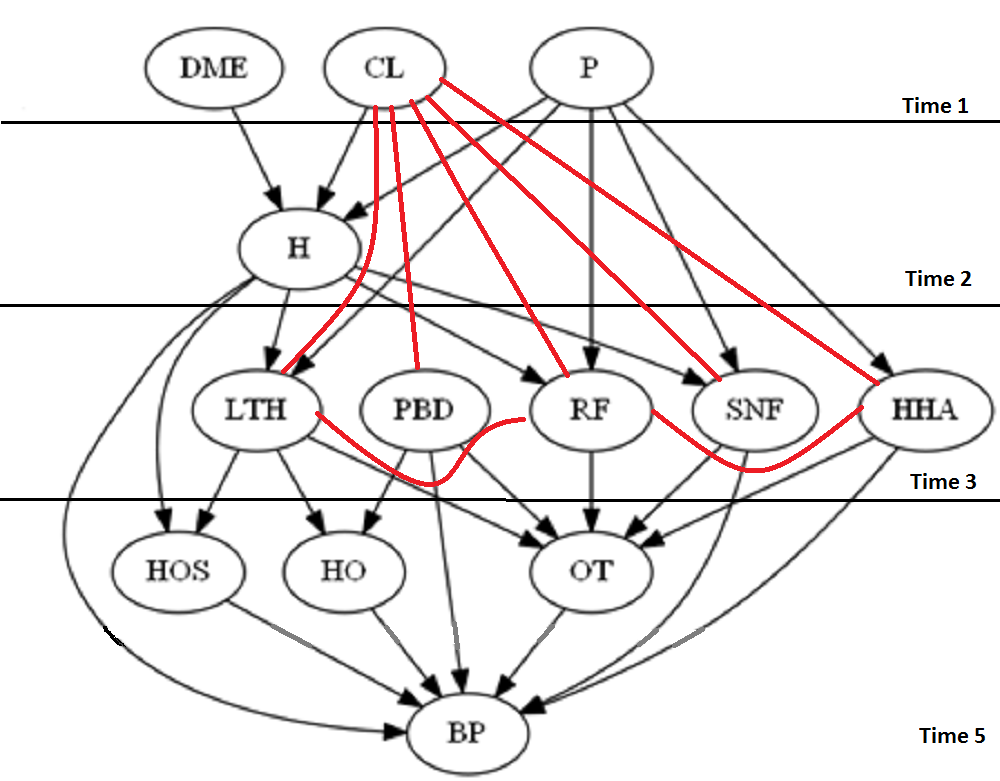 DME
CL
P
Time 1
H
Time 2
LTH
PBD
RF
SNF
HHA
Time 3
HOS
HO
OT
BP
Time 5